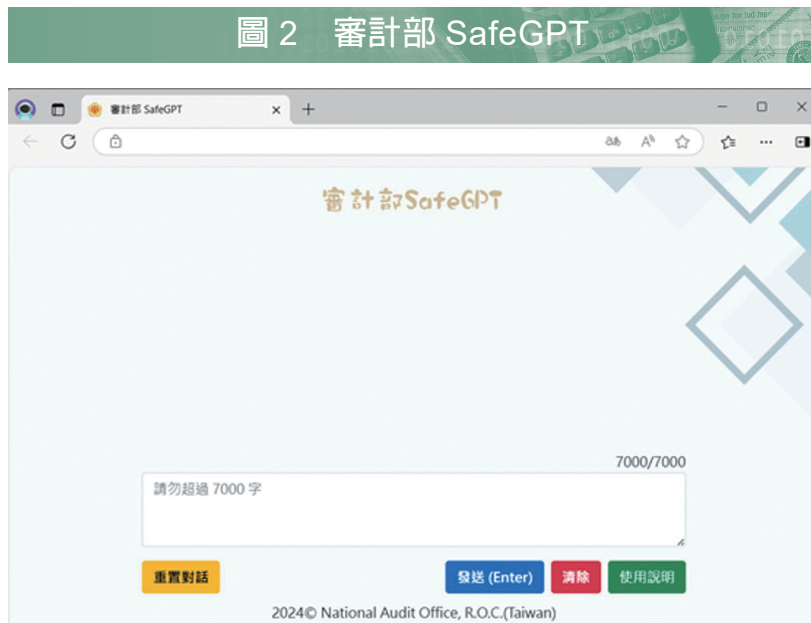 圖 2 審計部 SafeGPT
審計部 SafeGPT
審計部SafeGPT
7000/7000
請勿超過 7000 字
重置對話 發送 (Enter) 清除 使用說明
2024© National Audit Office, R.O.C.(Taiwan)